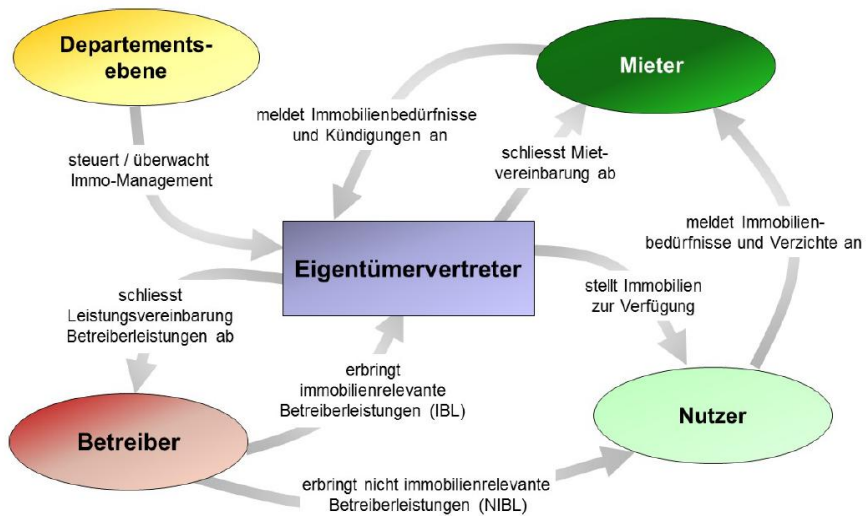 Departements-
ebene
Mieter
meldet Immobilienbedürfnisse
und Kündigungen an
steuert / überwacht
Immo-Management
schliesst Miet-
vereinbarung ab
meldet Immobilien-
bedürfnisse und Verzichte an
Eigentümervertreter
schliesst
Leistungsvereinbarung
Betreiberleistungen ab
stellt Immobilien
zur Verfügung
erbringt
immobilienrelevante
Betreiberleistungen (IBL)
Betreiber
Nutzer
erbringt nicht immobilienrelevante
Betreiberleistungen (NIBL)